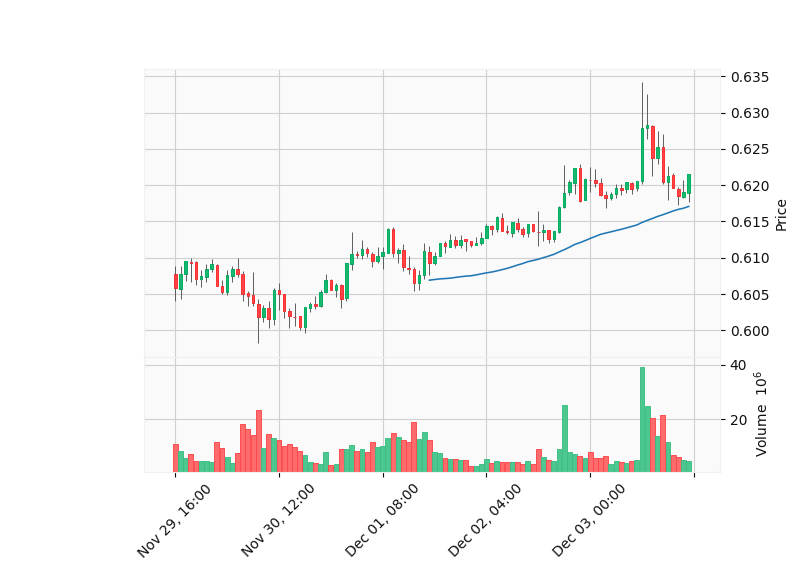 0.635
0.630
0.625
0.620
0.615
0.610
0.605
0.600
Price
40
20
Volume 10⁶
Nov 29, 16:00
Nov 30, 12:00
Dec 01, 08:00
Dec 02, 04:00
Dec 03, 00:00